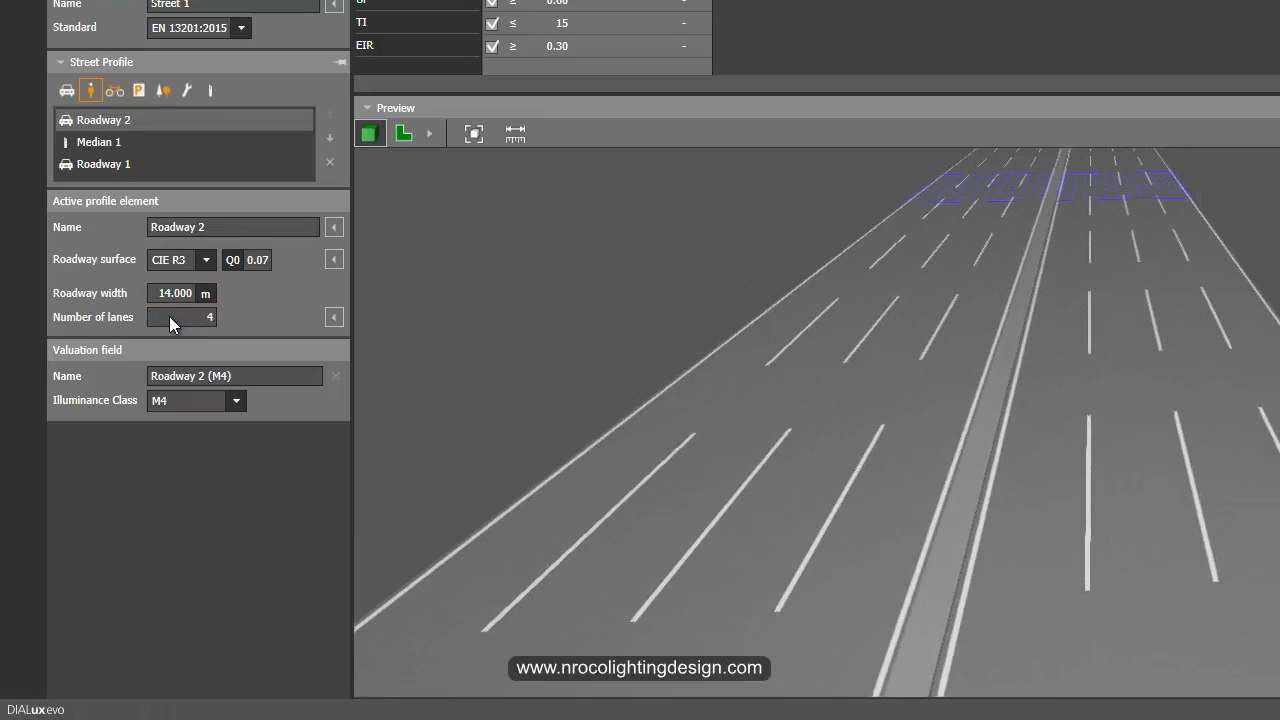 Name Street 1
Standard EN 13201:2015
Street Profile
P
Roadway 2
Median 1
Roadway 1
Active profile element
Name Roadway 2
Roadway surface CIE R3 Q0 0.07
Roadway width 14.000 m
Number of lanes 4
Valuation field
Name Roadway 2 (M4)
Illuminance Class M4
DIALux evo
0.60
TI ≤ 15
EIR ≥ 0.30 -
Preview
www.nrocolightingdesign.com